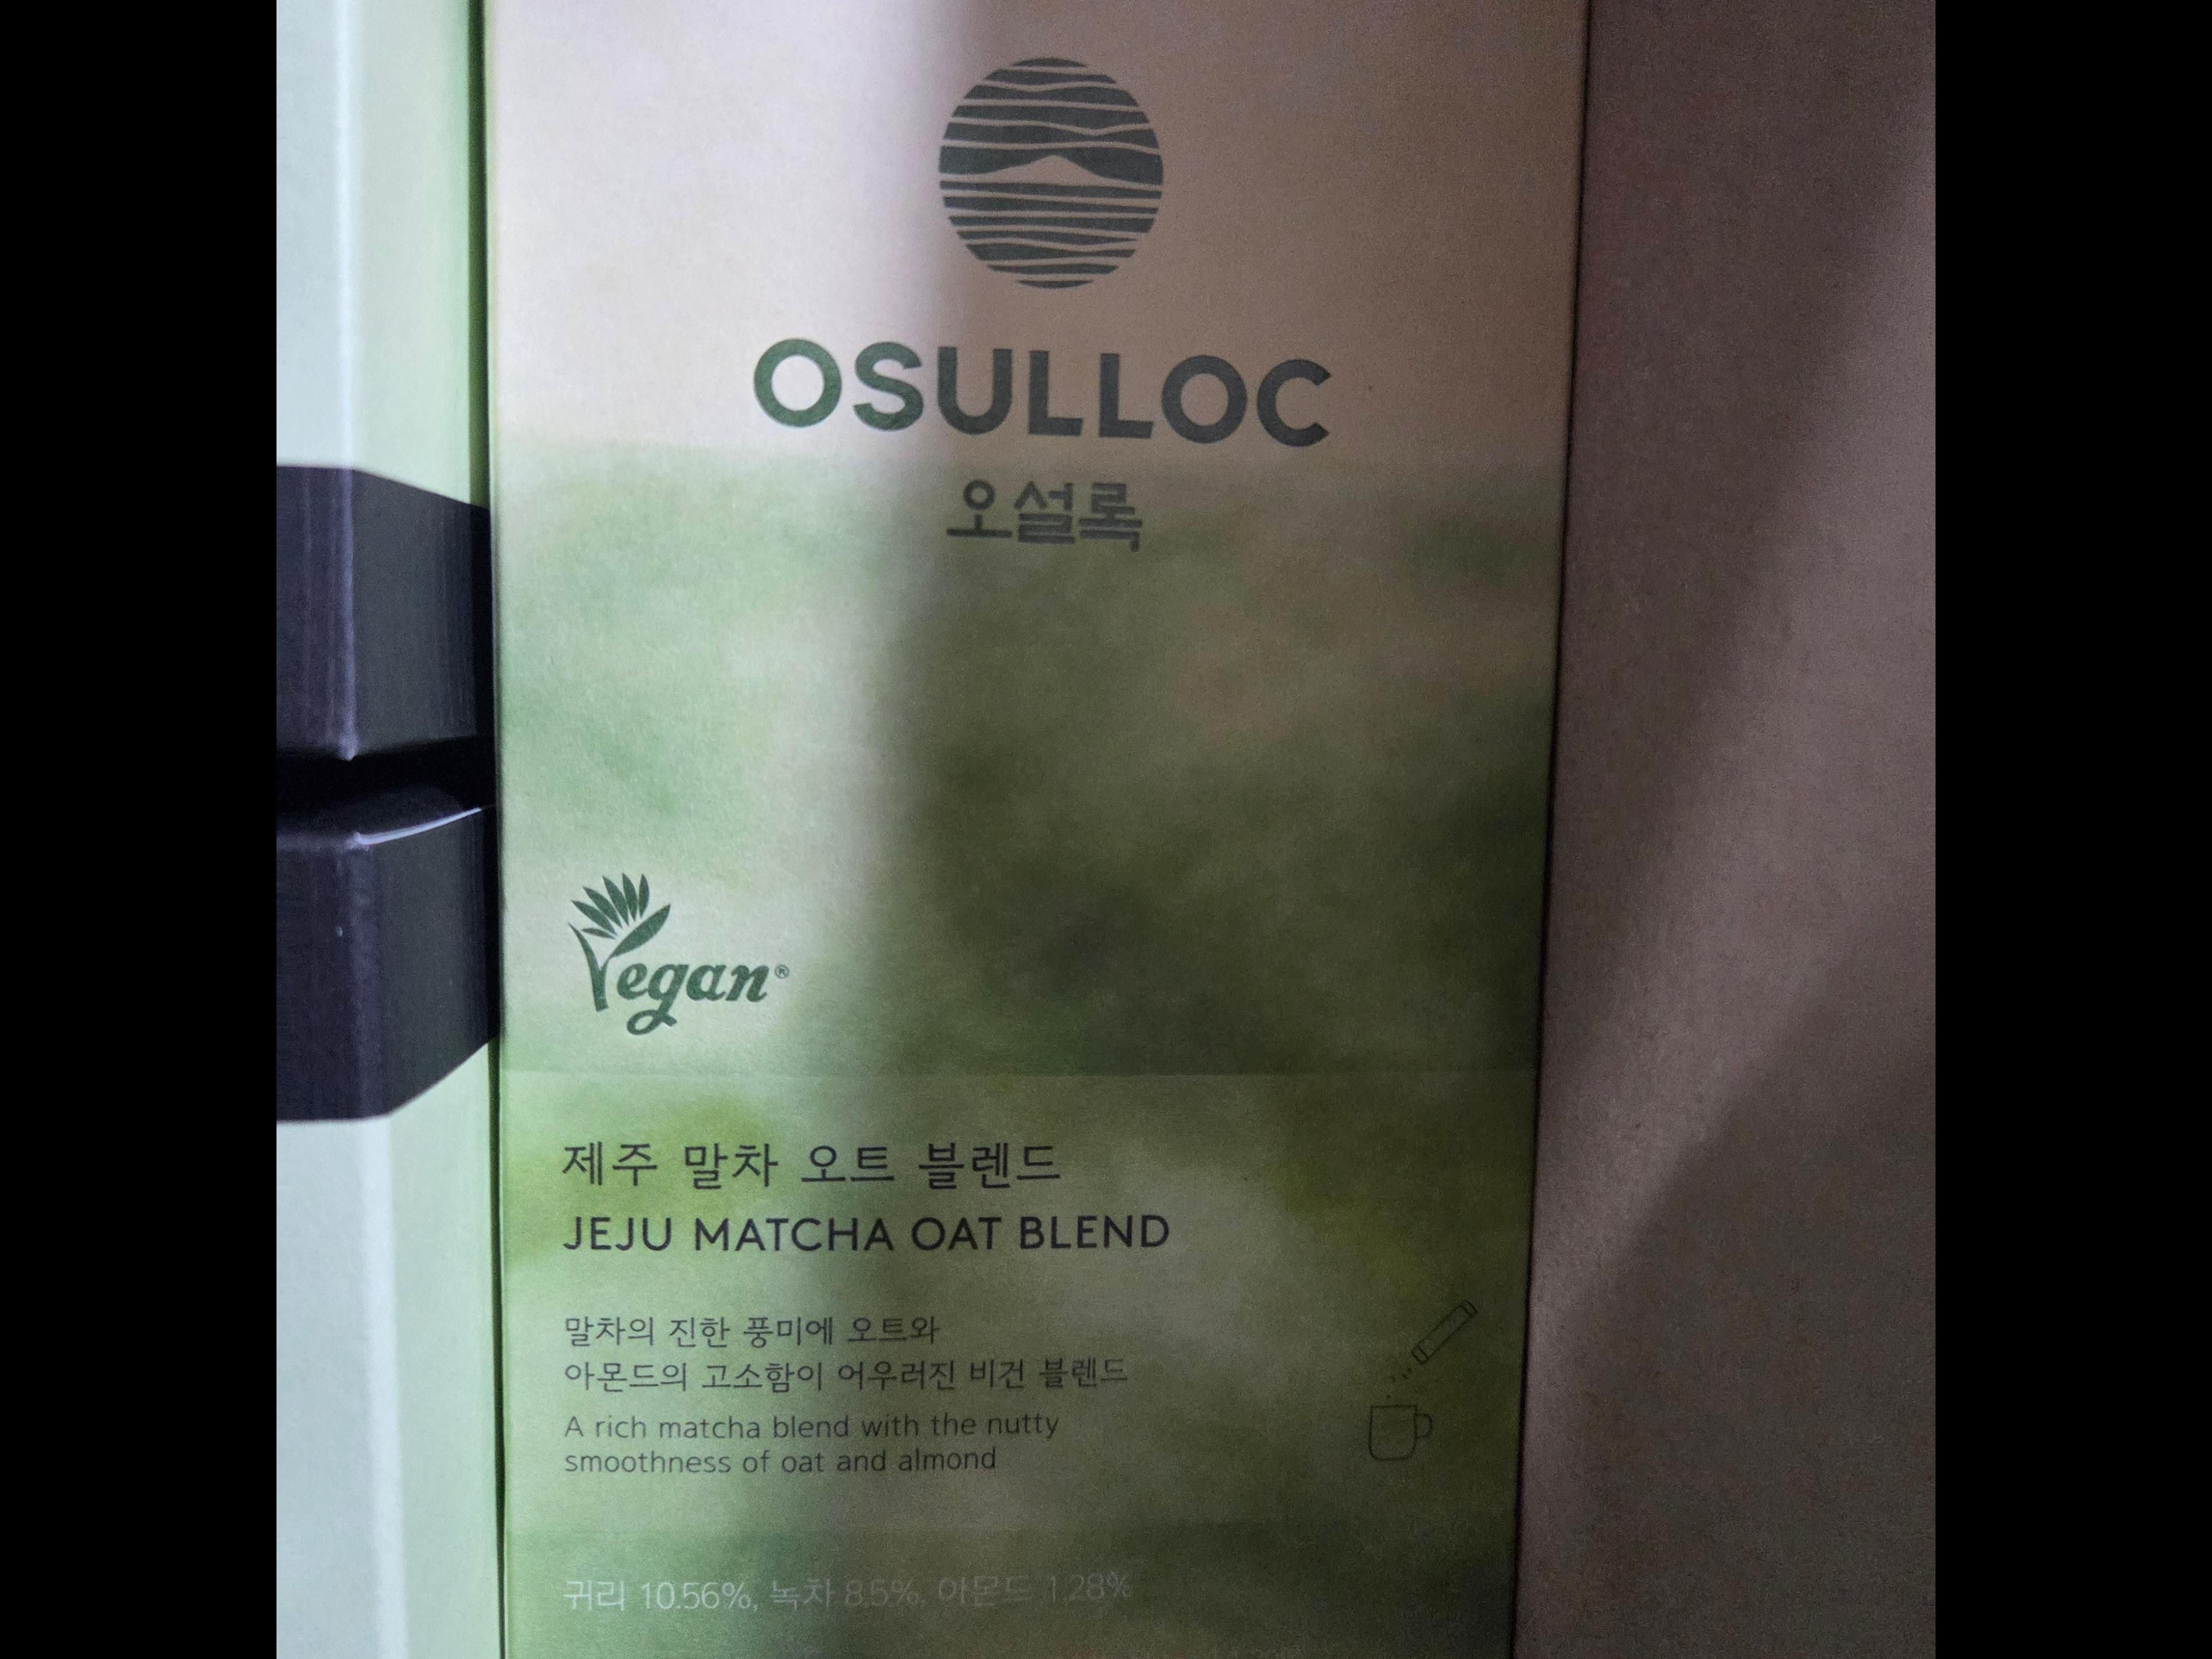 OSULLOC
오설록
Vegan®
제주 말차 오트 블렌드
JEJU MATCHA OAT BLEND
말차의 진한 풍미에 오트와
아몬드의 고소함이 어우러진 비건 블렌드
A rich matcha blend with the nutty
smoothness of oat and almond
귀리 10.56%, 녹차 8.5%, 아몬드 1.28%